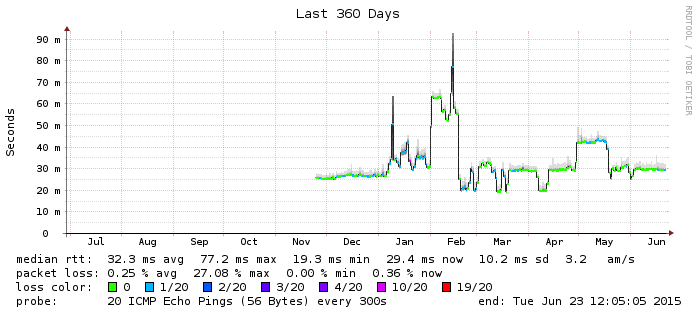 Last 360 Days
RRDTOOL / TOBI OETIKER
Seconds
90 m
80 m
70 m
60 m
50 m
40 m
30 m
20 m
10 m
0
Jul Aug Sep Oct Nov Dec Jan Feb Mar Apr May Jun
median rtt: 32.3 ms avg 77.2 ms max 19.3 ms min 29.4 ms now 10.2 ms sd 3.2 am/s
packet loss: 0.25 % avg 27.08 % max 0.00 % min 0.36 % now
loss color: 0 1/20 2/20 3/20 4/20 10/20 19/20
probe: 20 ICMP Echo Pings (56 Bytes) every 300s end: Tue Jun 23 12:05:05 2015